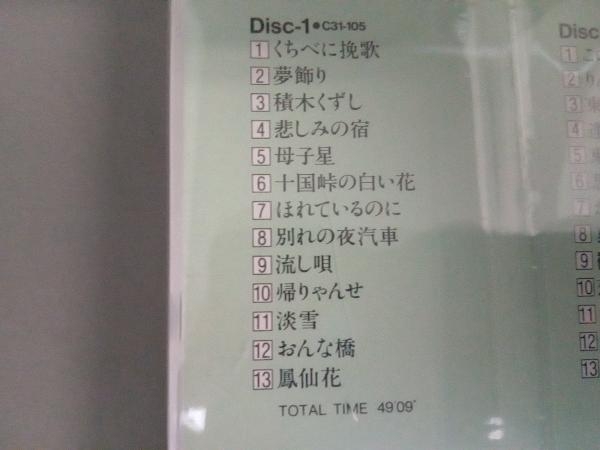 Disc-1●C31-105
1 くちべに挽歌
2 夢飾り
3 積木くずし
4 悲しみの宿
5 母子星
6 十国峠の白い花
7 ほれているのに
8 別れの夜汽車
9 流し唄
10 帰りゃんせ
11 淡雪
12 おんな橋
13 鳳仙花
TOTAL TIME 49'09"
Disc
1
2
3
4
5
6
7
8
9
10
11
12
13